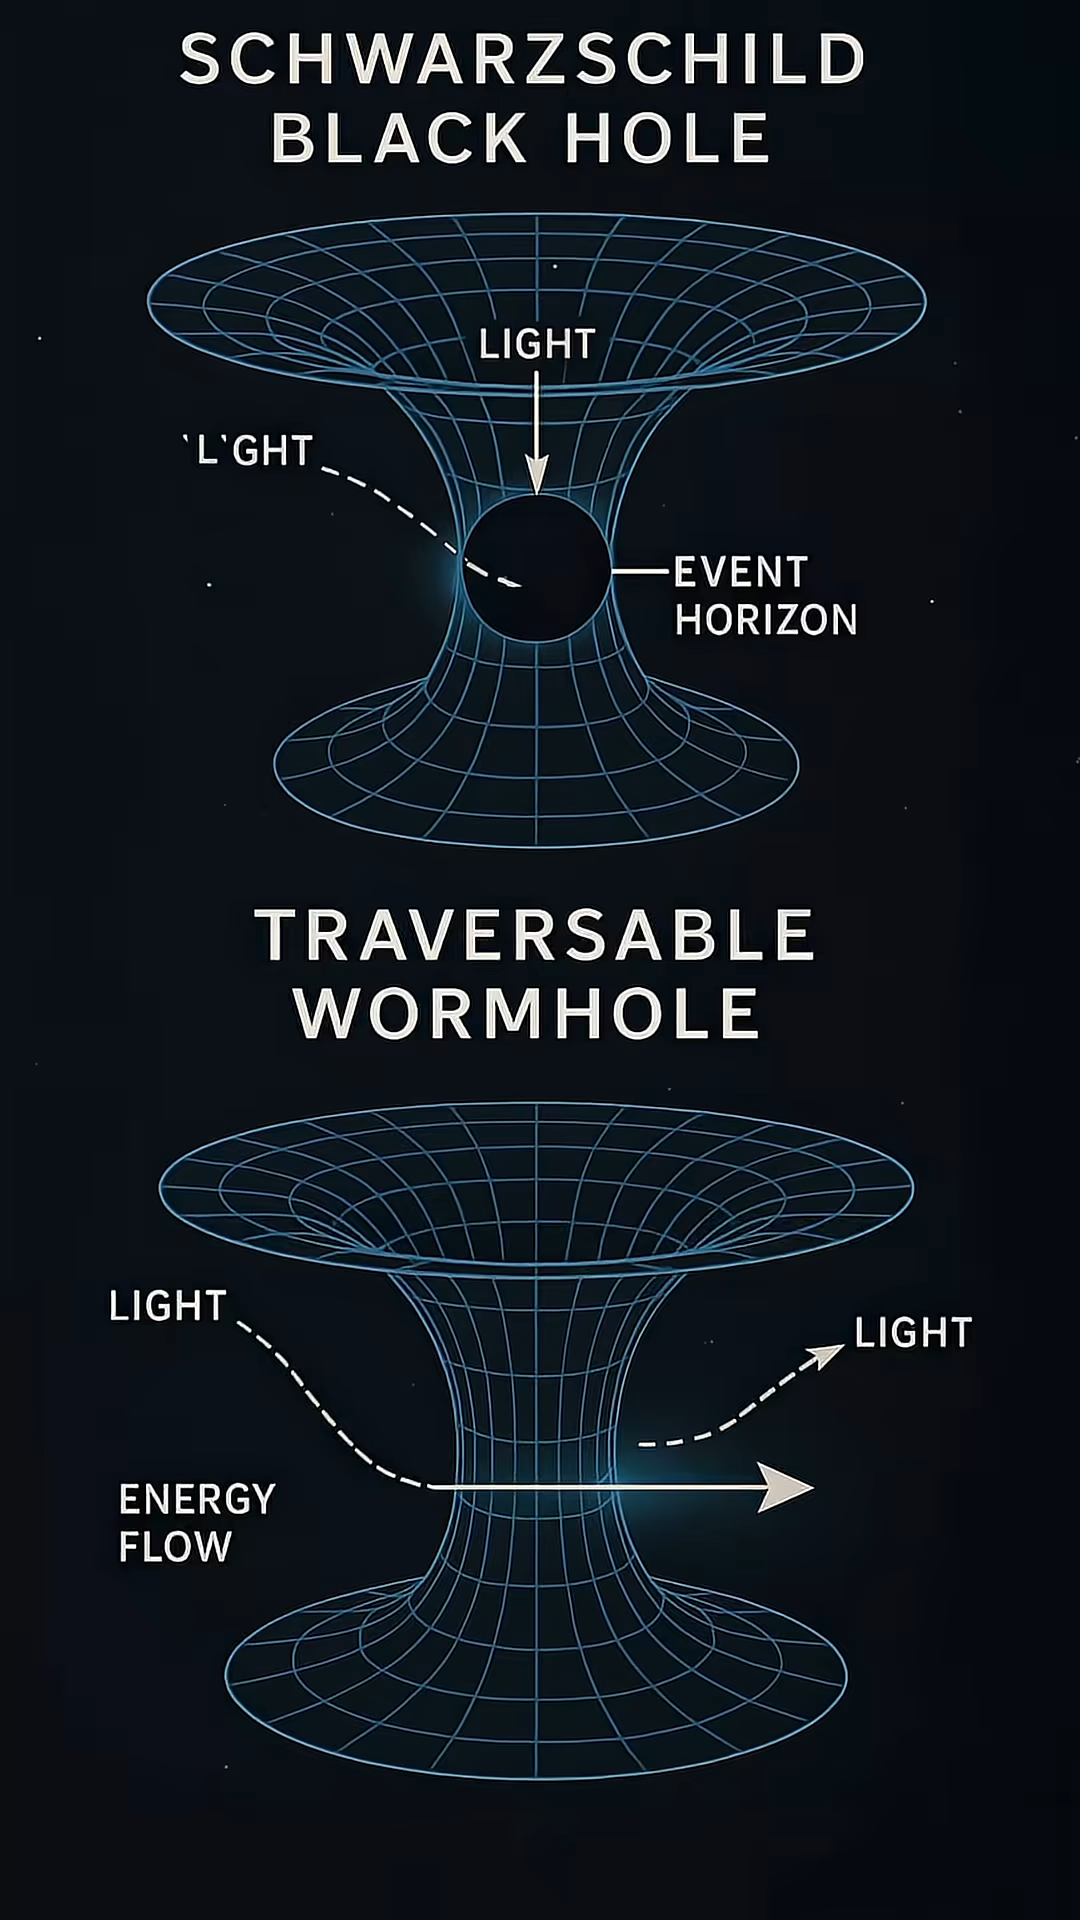 SCHWARZSCHILD
BLACK HOLE
LIGHT
`L`GHT
EVENT
HORIZON
TRAVERSABLE
WORMHOLE
LIGHT
LIGHT
ENERGY
FLOW